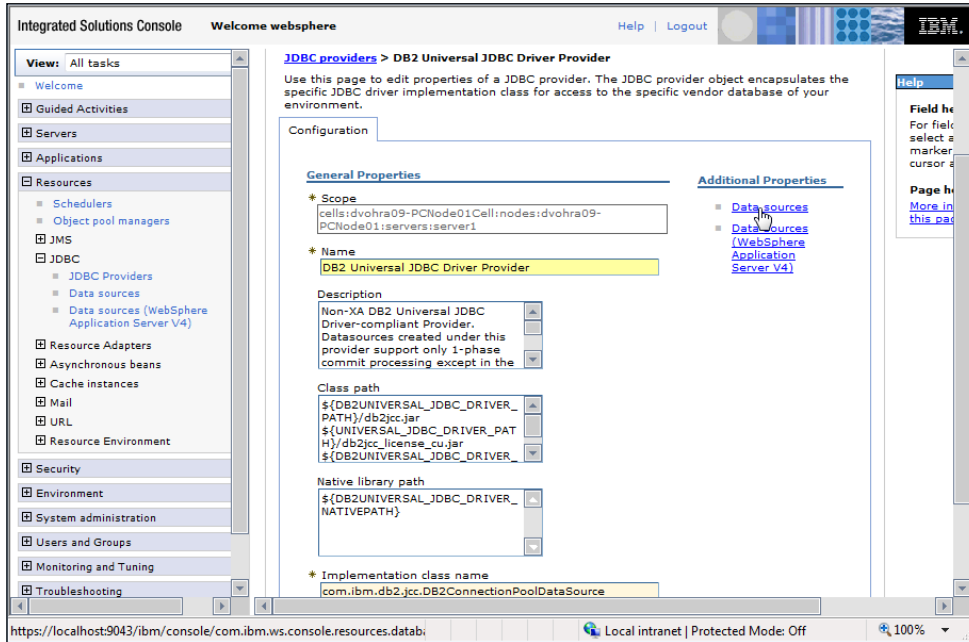 Integrated Solutions Console Welcome websphere Help | Logout IBM.
View: All tasks
Welcome
Guided Activities
Servers
Applications
Resources
Schedulers
Object pool managers
JMS
JDBC
JDBC Providers
Data sources
Data sources (WebSphere
Application Server V4)
Resource Adapters
Asynchronous beans
Cache instances
Mail
URL
Resource Environment
Security
Environment
System administration
Users and Groups
Monitoring and Tuning
Troubleshooting
JDBC providers > DB2 Universal JDBC Driver Provider
Use this page to edit properties of a JDBC provider. The JDBC provider object encapsulates the
specific JDBC driver implementation class for access to the specific vendor database of your
environment.
Configuration
General Properties
* Scope
cells:dvohra09-PCNode01Cell:nodes:dvohra09-
PCNode01:servers:server1
* Name
DB2 Universal JDBC Driver Provider
Description
Non-XA DB2 Universal JDBC
Driver-compliant Provider.
Datasources created under this
provider support only 1-phase
commit processing except in the
Class path
${DB2UNIVERSAL_JDBC_DRIVER_
PATH}/db2jcc.jar
${UNIVERSAL_JDBC_DRIVER_PAT
H}/db2jcc_license_cu.jar
${DB2UNIVERSAL_JDBC_DRIVER_
Native library path
${DB2UNIVERSAL_JDBC_DRIVER_
NATIVEPATH}
* Implementation class name
com.ibm.db2.jcc.DB2ConnectionPoolDataSource
Additional Properties
Data sources
Data sources
(WebSphere
Application
Server V4)
Help
Field he
For field
select a
marker
cursor a
Page he
More in
this pag
https://localhost:9043/ibm/console/com.ibm.ws.console.resources.databa Local intranet | Protected Mode: Off 100%